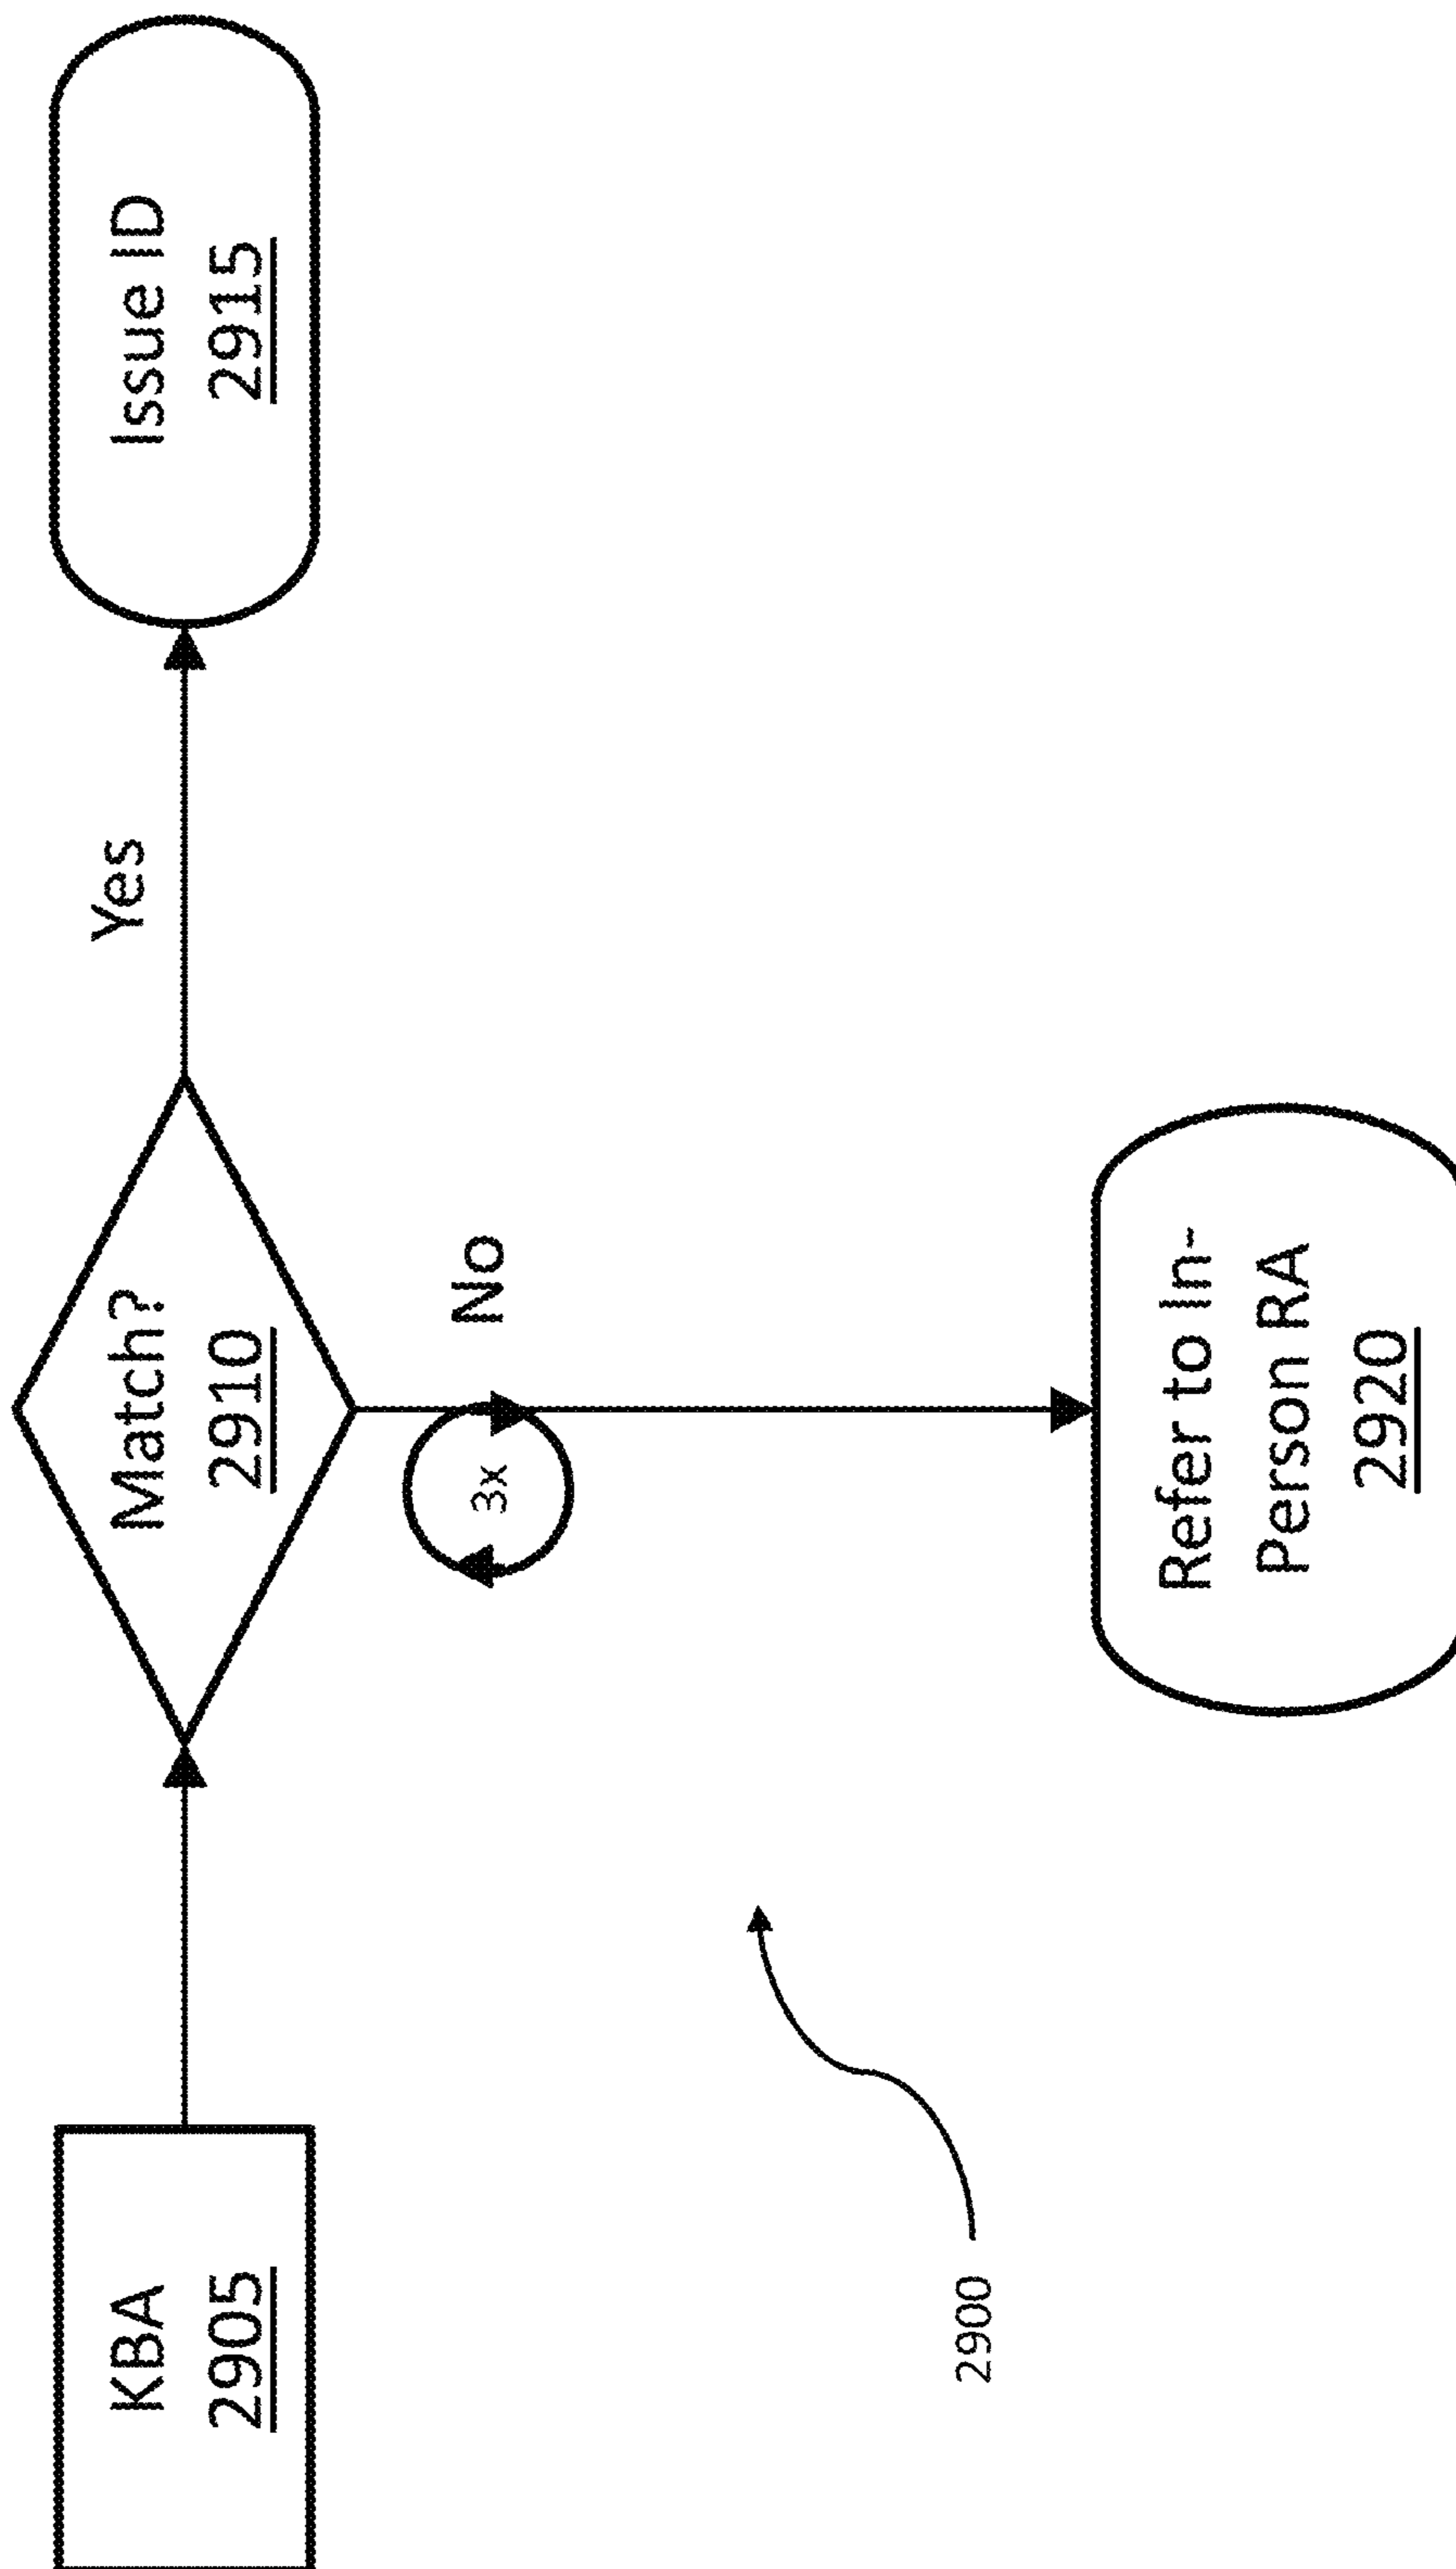 KBA
2905
Match?
2910
Yes
Issue ID
2915
No
3x
Refer to In-
Person RA
2920
2900